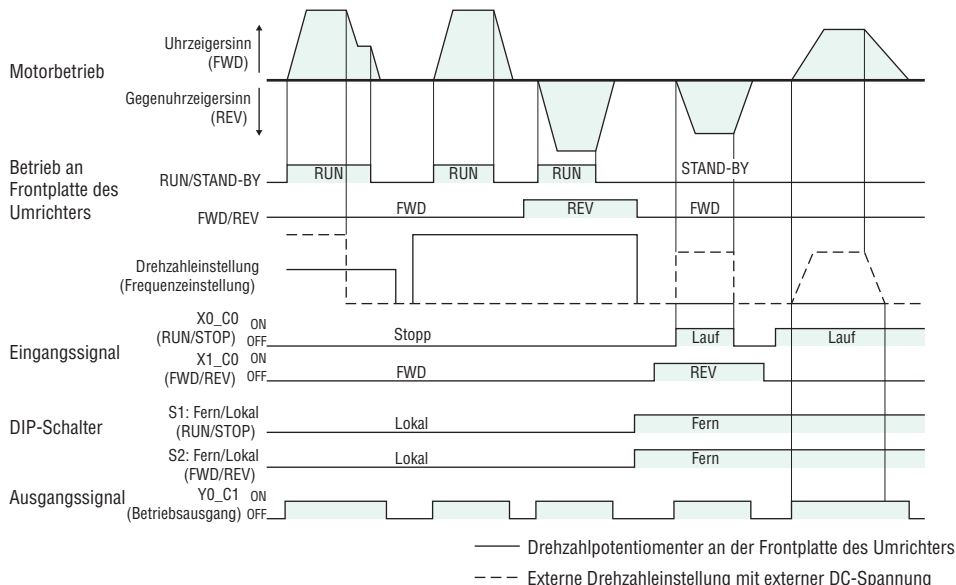 Motorbetrieb
Uhrzeigersinn
(FWD)
Gegenuhrzeigersinn
(REV)
Betrieb an
Frontplatte des
Umrichters
RUN/STAND-BY
RUN
RUN
RUN
STAND-BY
FWD/REV
FWD
REV
FWD
Drehzahleinstellung
(Frequenzeinstellung)
Eingangssignal
X0_C0 ON
(RUN/STOP) OFF
Stopp
Lauf
Lauf
X1_C0 ON
(FWD/REV) OFF
FWD
REV
DIP-Schalter
S1: Fern/Lokal
(RUN/STOP)
Lokal
Fern
S2: Fern/Lokal
(FWD/REV)
Lokal
Fern
Ausgangssignal
Y0_C1 ON
(Betriebsausgang) OFF
Drehzahlpotentiomenter an der Frontplatte des Umrichters
Externe Drehzahleinstellung mit externer DC-Spannung